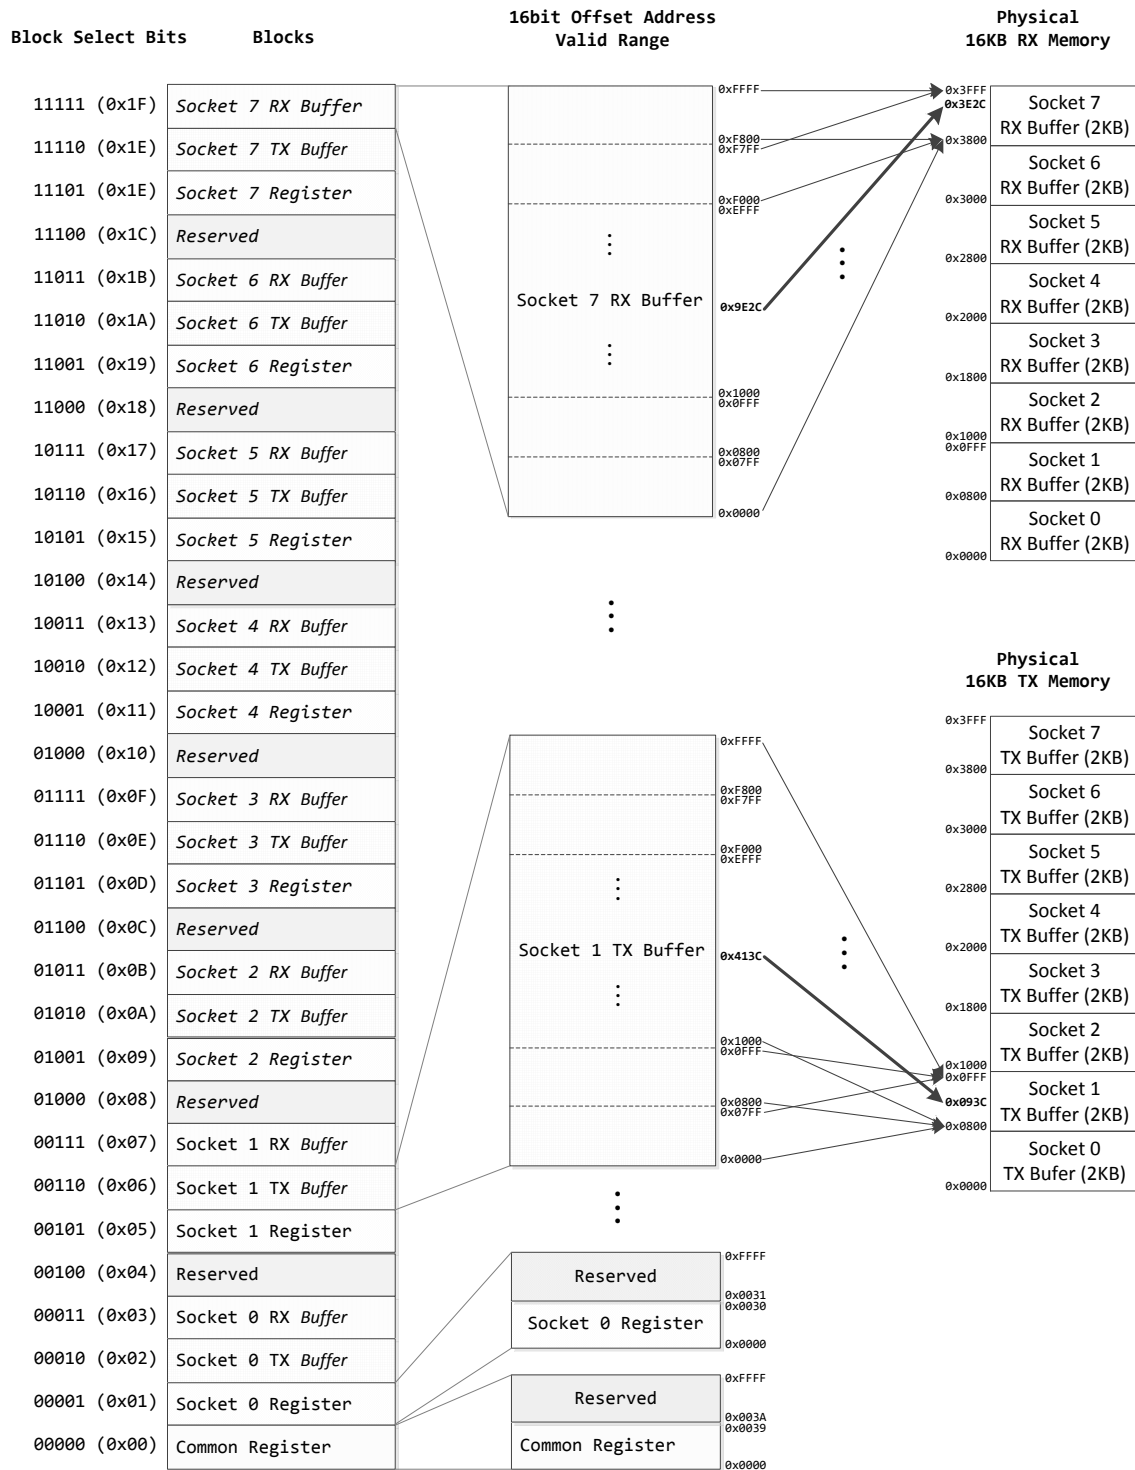 16bit Offset Address
Valid Range
Physical
16KB RX Memory
Block Select Bits
Blocks
11111 (0x1F) Socket 7 RX Buffer
11110 (0x1E) Socket 7 TX Buffer
11101 (0x1E) Socket 7 Register
11100 (0x1C) Reserved
11011 (0x1B) Socket 6 RX Buffer
11010 (0x1A) Socket 6 TX Buffer
11001 (0x19) Socket 6 Register
11000 (0x18) Reserved
10111 (0x17) Socket 5 RX Buffer
10110 (0x16) Socket 5 TX Buffer
10101 (0x15) Socket 5 Register
10100 (0x14) Reserved
10011 (0x13) Socket 4 RX Buffer
10010 (0x12) Socket 4 TX Buffer
10001 (0x11) Socket 4 Register
01000 (0x10) Reserved
01111 (0x0F) Socket 3 RX Buffer
01110 (0x0E) Socket 3 TX Buffer
01101 (0x0D) Socket 3 Register
01100 (0x0C) Reserved
01011 (0x0B) Socket 2 RX Buffer
01010 (0x0A) Socket 2 TX Buffer
01001 (0x09) Socket 2 Register
01000 (0x08) Reserved
00111 (0x07) Socket 1 RX Buffer
00110 (0x06) Socket 1 TX Buffer
00101 (0x05) Socket 1 Register
00100 (0x04) Reserved
00011 (0x03) Socket 0 RX Buffer
00010 (0x02) Socket 0 TX Buffer
00001 (0x01) Socket 0 Register
00000 (0x00) Common Register
0xFFFF
0xF800
0xF7FF
0xF000
0xEFFF
Socket 7 RX Buffer
0x9E2C
0x1000
0x0FFF
0x0800
0x07FF
0x0000
0xFFFF
0xF800
0xF7FF
0xF000
0xEFFF
Socket 1 TX Buffer
0x413C
0x1000
0x0FFF
0x0800
0x07FF
0x0000
0xFFFF
Reserved
0x0031
0x0030
Socket 0 Register
0x0000
0xFFFF
Reserved
0x003A
0x0039
Common Register
0x0000
0x3FFF
0x3E2C
Socket 7
RX Buffer (2KB)
0x3800
Socket 6
RX Buffer (2KB)
0x3000
Socket 5
RX Buffer (2KB)
0x2800
Socket 4
RX Buffer (2KB)
0x2000
Socket 3
RX Buffer (2KB)
0x1800
Socket 2
RX Buffer (2KB)
0x1000
0x0FFF
Socket 1
RX Buffer (2KB)
0x0800
Socket 0
RX Buffer (2KB)
0x0000
Physical
16KB TX Memory
0x3FFF
Socket 7
TX Buffer (2KB)
0x3800
Socket 6
TX Buffer (2KB)
0x3000
Socket 5
TX Buffer (2KB)
0x2800
Socket 4
TX Buffer (2KB)
0x2000
Socket 3
TX Buffer (2KB)
0x1800
Socket 2
TX Buffer (2KB)
0x1000
0x0FFF
Socket 1
0x093C
TX Buffer (2KB)
0x0800
Socket 0
TX Bufer (2KB)
0x0000